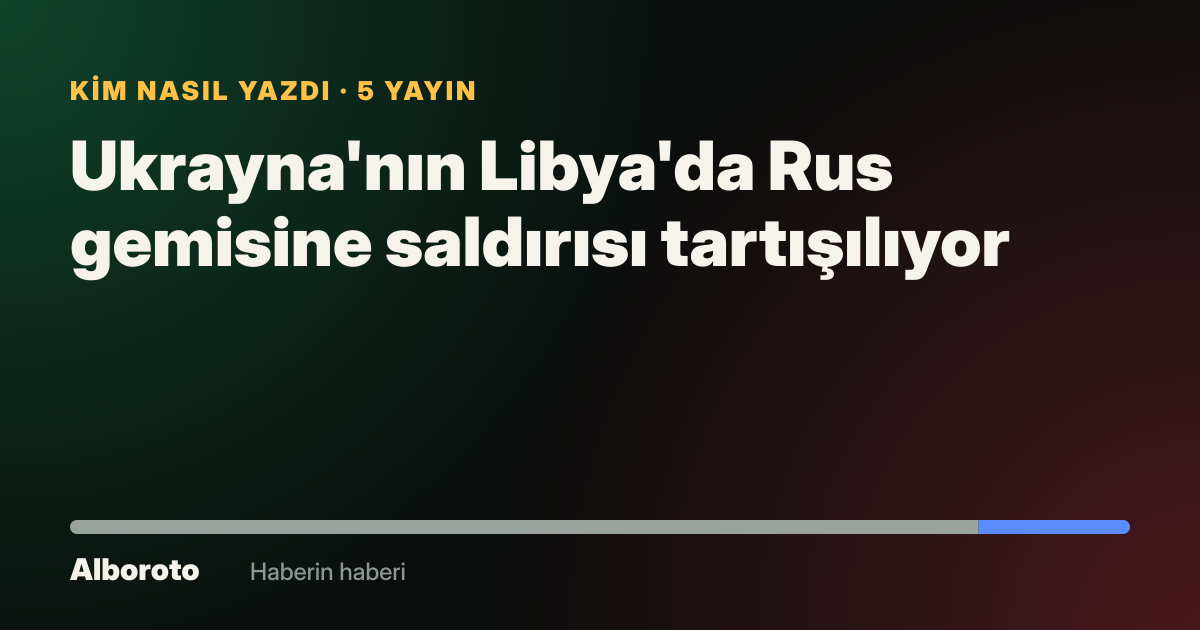 KİM NASIL YAZDI · 5 YAYIN
Ukrayna'nın Libya'da Rus
gemisine saldırısı tartışılıyor
Alboroto
Haberin haberi